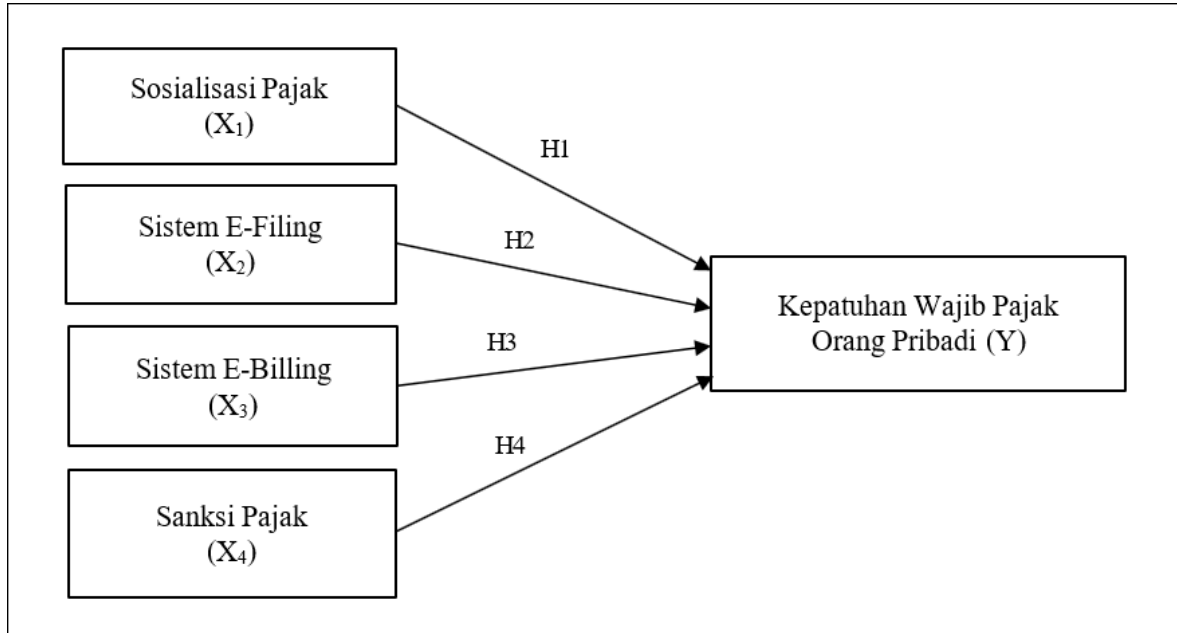 Sosialisasi Pajak
(X₁)
H1
Sistem E-Filing
(X₂)
H2
Sistem E-Billing
(X₃)
H3
Sanksi Pajak
(X₄)
H4
Kepatuhan Wajib Pajak
Orang Pribadi (Y)